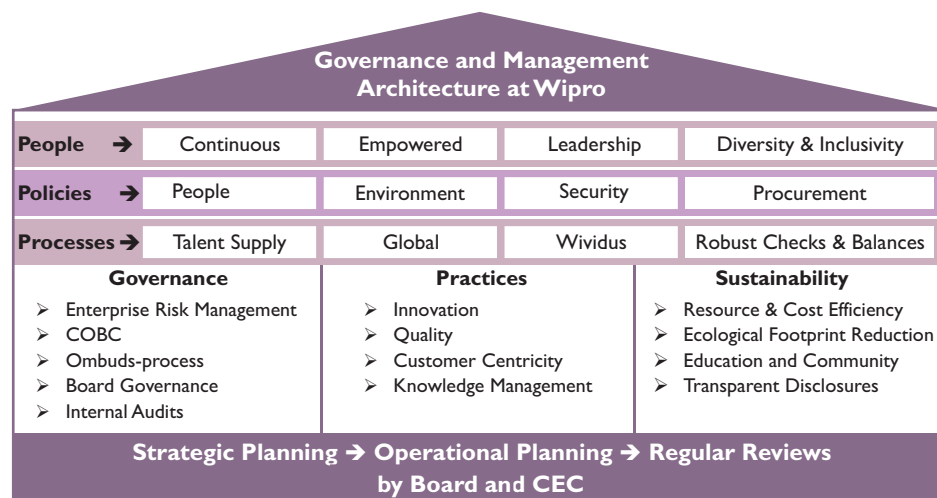 Governance and Management
Architecture at Wipro
People ➔ Continuous Empowered Leadership Diversity & Inclusivity
Policies ➔ People Environment Security Procurement
Processes ➔ Talent Supply Global Wividus Robust Checks & Balances
Governance
➢ Enterprise Risk Management
➢ COBC
➢ Ombuds-process
➢ Board Governance
➢ Internal Audits
Practices
➢ Innovation
➢ Quality
➢ Customer Centricity
➢ Knowledge Management
Sustainability
➢ Resource & Cost Efficiency
➢ Ecological Footprint Reduction
➢ Education and Community
➢ Transparent Disclosures
Strategic Planning ➔ Operational Planning ➔ Regular Reviews
by Board and CEC